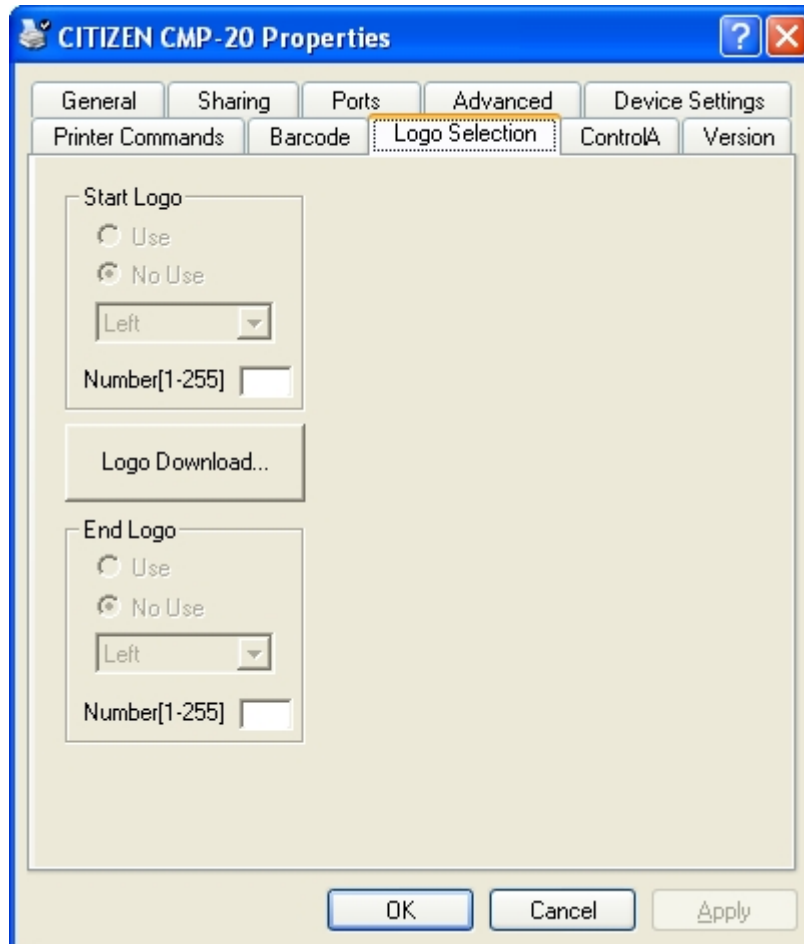 CITIZEN CMP-20 Properties
General Sharing Ports Advanced Device Settings
Printer Commands Barcode Logo Selection ControlA Version
Start Logo
Use
No Use
Left
Number[1-255]
Logo Download...
End Logo
Use
No Use
Left
Number[1-255]
OK Cancel Apply